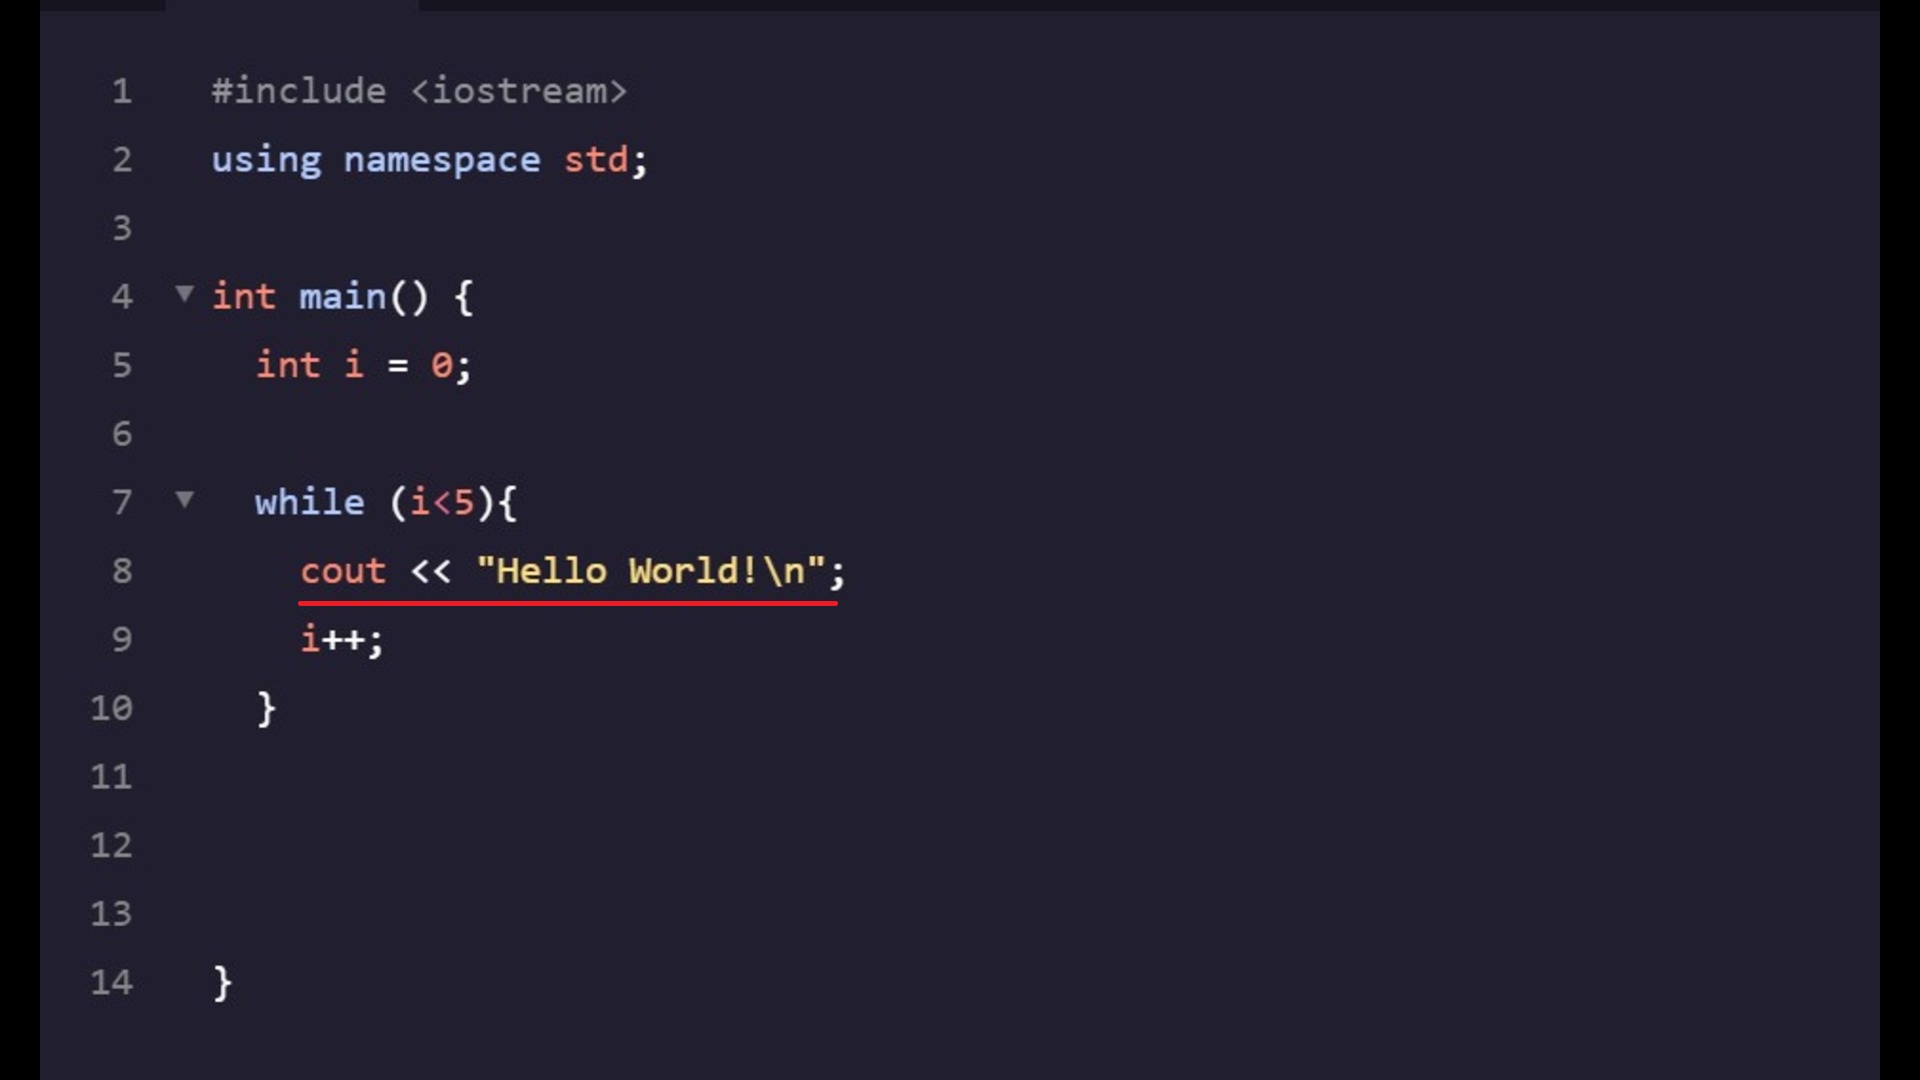 1 #include <iostream>
2 using namespace std;
3
4 int main() {
5 int i = 0;
6
7 while (i<5){
8 cout << "Hello World!\n";
9 i++;
10 }
11
12
13
14 }